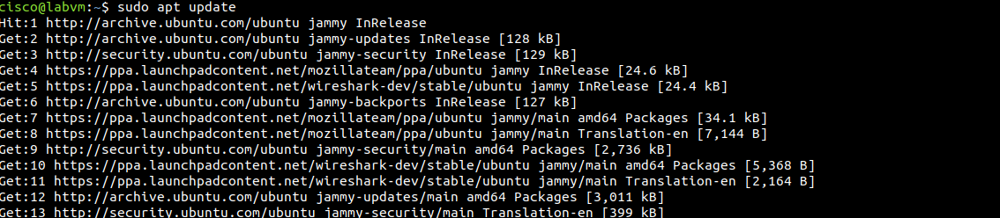 cisco@labvm:~$ sudo apt update
Hit:1 http://archive.ubuntu.com/ubuntu jammy InRelease
Get:2 http://archive.ubuntu.com/ubuntu jammy-updates InRelease [128 kB]
Get:3 http://security.ubuntu.com/ubuntu jammy-security InRelease [129 kB]
Get:4 https://ppa.launchpadcontent.net/mozillateam/ppa/ubuntu jammy InRelease [24.6 kB]
Get:5 https://ppa.launchpadcontent.net/wireshark-dev/stable/ubuntu jammy InRelease [24.4 kB]
Get:6 http://archive.ubuntu.com/ubuntu jammy-backports InRelease [127 kB]
Get:7 https://ppa.launchpadcontent.net/mozillateam/ppa/ubuntu jammy/main amd64 Packages [34.1 kB]
Get:8 https://ppa.launchpadcontent.net/mozillateam/ppa/ubuntu jammy/main Translation-en [7,144 B]
Get:9 http://security.ubuntu.com/ubuntu jammy-security/main amd64 Packages [2,736 kB]
Get:10 https://ppa.launchpadcontent.net/wireshark-dev/stable/ubuntu jammy/main amd64 Packages [5,368 B]
Get:11 https://ppa.launchpadcontent.net/wireshark-dev/stable/ubuntu jammy/main Translation-en [2,164 B]
Get:12 http://archive.ubuntu.com/ubuntu jammy-updates/main amd64 Packages [3,011 kB]
Get:13 http://security.ubuntu.com/ubuntu jammy-security/main Translation-en [399 kB]